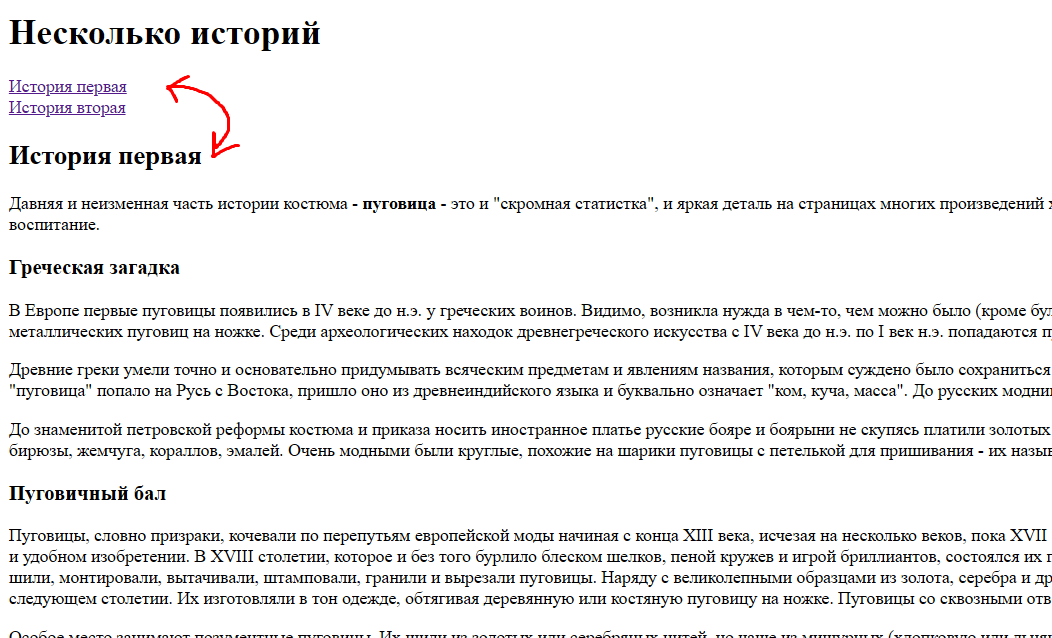 Несколько историй
История первая
История вторая
История первая
Давняя и неизменная часть истории костюма - пуговица - это и "скромная статистка", и яркая деталь на страницах многих произведений
воспитание.
Греческая загадка
В Европе первые пуговицы появились в IV веке до н.э. у греческих воинов. Видимо, возникла нужда в чем-то, чем можно было (кроме
металлических пуговиц на ножке. Среди археологических находок древнегреческого искусства с IV века до н.э. по I век н.э. попадаются
Древние греки умели точно и основательно придумывать всяческим предметам и явлениям названия, которым суждено было сохраниться
"пуговица" попало на Русь с Востока, пришло оно из древнеиндийского языка и буквально означает "ком, куча, масса". До русских
До знаменитой петровской реформы костюма и приказа носить иностранное платье русские бояре и боярыни не скупясь платили золотых
бирюзы, жемчуга, кораллов, эмалей. Очень модными были круглые, похожие на шарики пуговицы с петелькой для пришивания - их
Пуговичный бал
Пуговицы, словно призраки, кочевали по перепутьям европейской моды начиная с конца XIII века, исчезая на несколько веков, пока XVII
и удобном изобретении. В XVIII столетии, которое и без того бурлило блеском шелков, пеной кружев и игрой бриллиантов, состоялся их
шили, монтировали, вытачивали, штамповали, гранили и вырезали пуговицы. Наряду с великолепными образцами из золота, серебра и
следующем столетии. Их изготовляли в тон одежде, обтягивая деревянную или костяную пуговицу на ножке. Пуговицы со сквозными